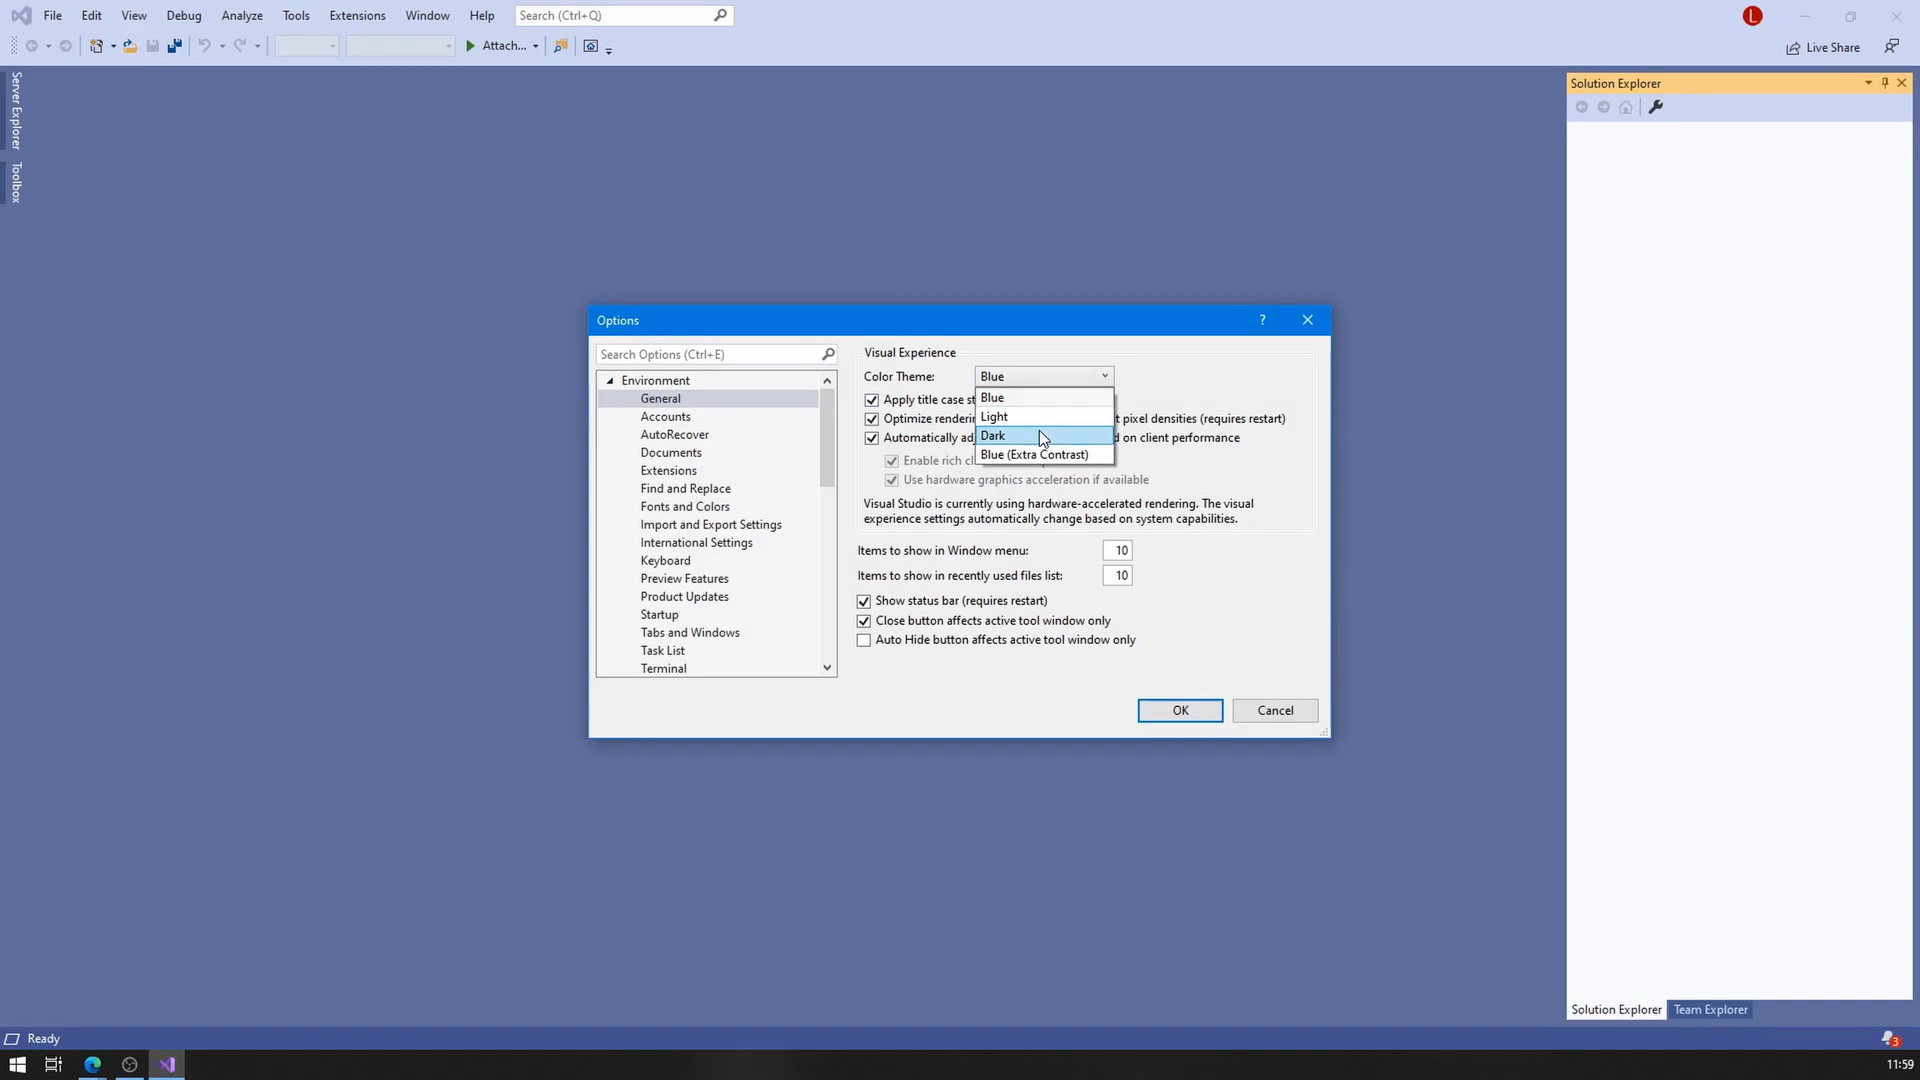 File Edit View Debug Analyze Tools Extensions Window Help Search (Ctrl+Q) L
Attach... Live Share
Server Explorer
Toolbox
Solution Explorer
Options ?
Search Options (Ctrl+E)
Environment
General
Accounts
AutoRecover
Documents
Extensions
Find and Replace
Fonts and Colors
Import and Export Settings
International Settings
Keyboard
Preview Features
Product Updates
Startup
Tabs and Windows
Task List
Terminal
Visual Experience
Color Theme: Blue
Blue
Light
Dark
Blue (Extra Contrast)
Apply title case st
Optimize renderin t pixel densities (requires restart)
Automatically adj d on client performance
Enable rich cl
Use hardware graphics acceleration if available
Visual Studio is currently using hardware-accelerated rendering. The visual
experience settings automatically change based on system capabilities.
Items to show in Window menu: 10
Items to show in recently used files list: 10
Show status bar (requires restart)
Close button affects active tool window only
Auto Hide button affects active tool window only
OK Cancel
Solution Explorer Team Explorer
Ready 3
11:59